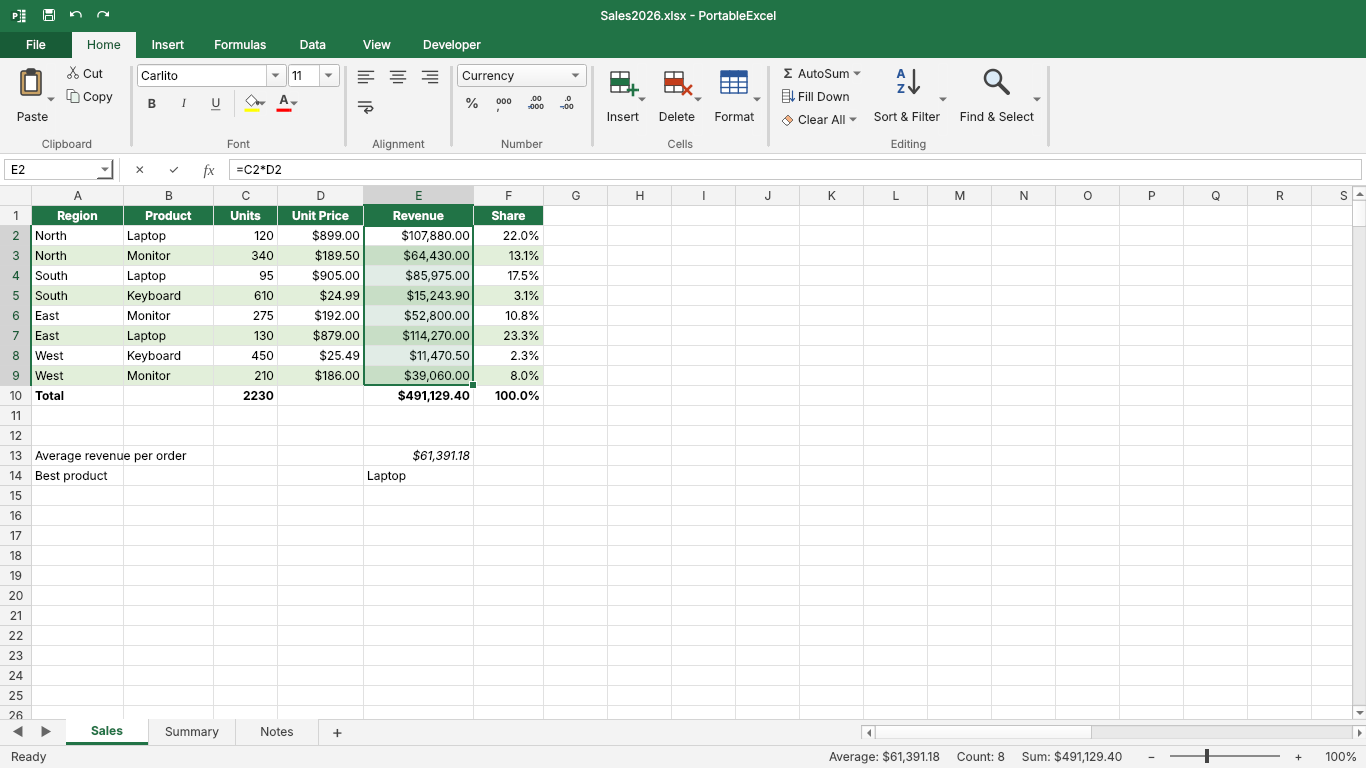 Sales2026.xlsx - PortableExcel
File Home Insert Formulas Data View Developer
Paste Cut Copy Clipboard
Carlito 11 B I U A Font
Alignment
Currency % 000 , .00 .000 .0 .00 Number
Insert Delete Format Cells
Σ AutoSum Fill Down Clear All A Z Sort & Filter Find & Select Editing
E2 × ✓ fx =C2*D2
A B C D E F G H I J K L M N O P Q R S
1 Region Product Units Unit Price Revenue Share
2 North Laptop 120 $899.00 $107,880.00 22.0%
3 North Monitor 340 $189.50 $64,430.00 13.1%
4 South Laptop 95 $905.00 $85,975.00 17.5%
5 South Keyboard 610 $24.99 $15,243.90 3.1%
6 East Monitor 275 $192.00 $52,800.00 10.8%
7 East Laptop 130 $879.00 $114,270.00 23.3%
8 West Keyboard 450 $25.49 $11,470.50 2.3%
9 West Monitor 210 $186.00 $39,060.00 8.0%
10 Total 2230 $491,129.40 100.0%
11
12
13 Average revenue per order $61,391.18
14 Best product Laptop
15
16
17
18
19
20
21
22
23
24
25
26
Sales Summary Notes +
Ready Average: $61,391.18 Count: 8 Sum: $491,129.40 − + 100%